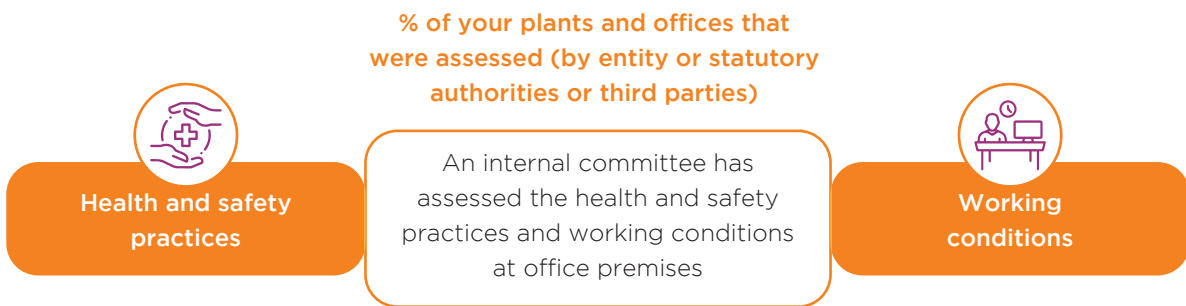 % of your plants and offices that
were assessed (by entity or statutory
authorities or third parties)
Health and safety
practices
An internal committee has
assessed the health and safety
practices and working conditions
at office premises
Working
conditions